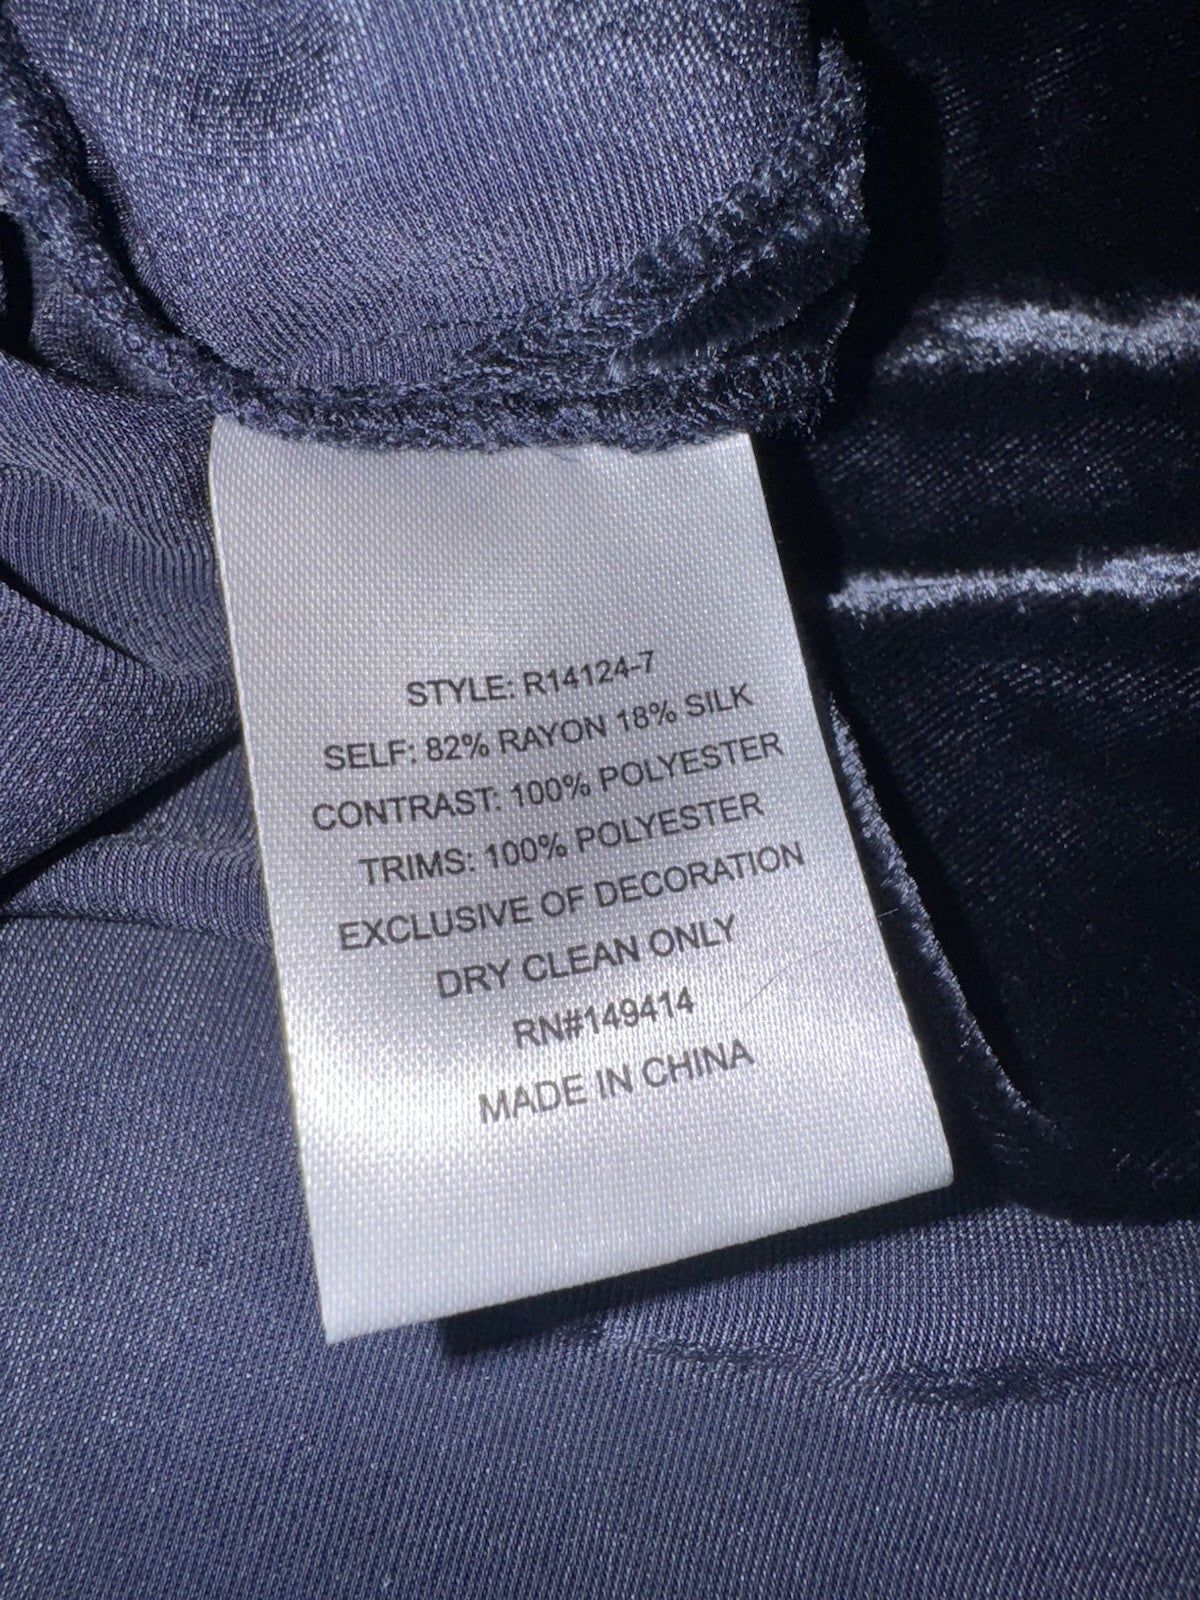 STYLE: R14124-7
SELF: 82% RAYON 18% SILK
CONTRAST: 100% POLYESTER
TRIMS: 100% POLYESTER
EXCLUSIVE OF DECORATION
DRY CLEAN ONLY
RN#149414
MADE IN CHINA